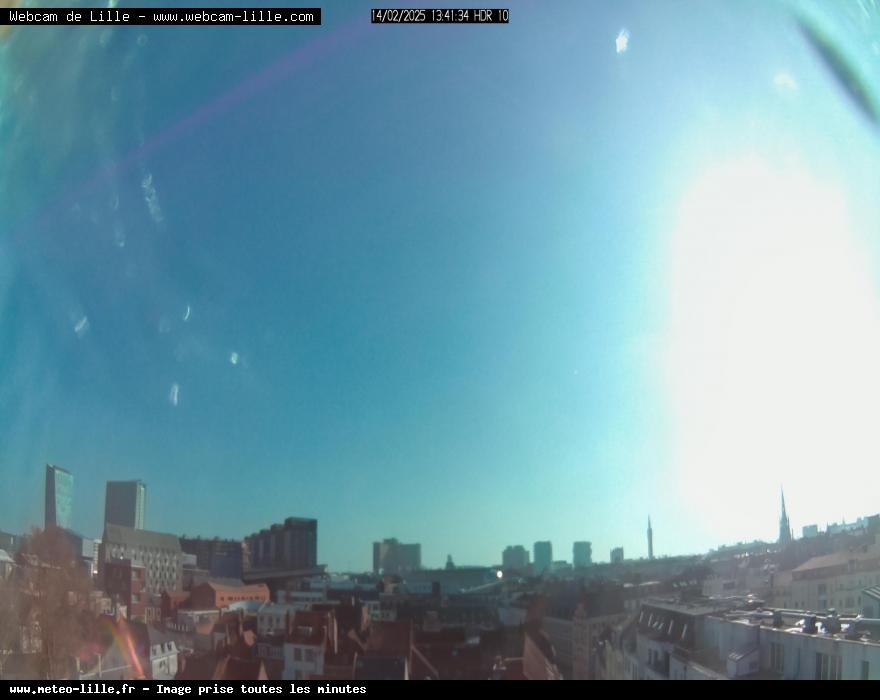 Webcam de Lille - www.webcam-lille.com
14/02/2025 13:41:34 HDR 10
www.meteo-lille.fr - Image prise toutes les minutes